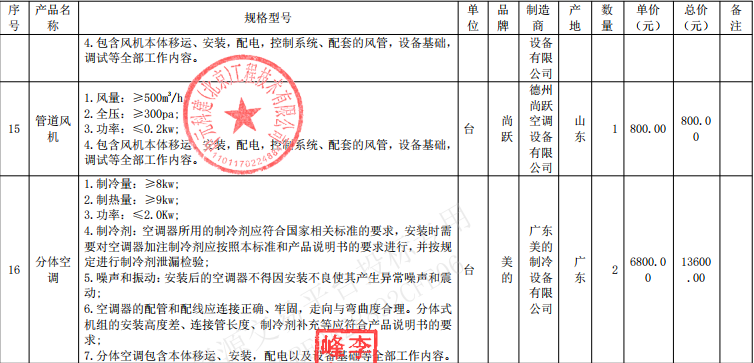 序号 产品名称 规格型号 单位 品牌 制造商 产地 数量 单价（元） 总价（元） 备注
4.包含风机本体移运、安装，配电，控制系统、配套的风管，设备基础，
调试等全部工作内容。
设备有限公司
15 管道风机
1.风量：≥500m³/h
2.全压：≥300pa;
3.功率：≤0.2kw;
4.包含风机本体移运、安装，配电，控制系统、配套的风管，设备基础，
调试等全部工作内容。
台 尚跃 德州尚跃空调设备有限公司 山东 1 800.00 800.00
16 分体空调
1.制冷量：≥8kw;
2.制热量：≥9kw;
3.功率：≤2.0Kw;
4.制冷剂：空调器所用的制冷剂应符合国家相关标准的要求，安装时需
要对空调器加注制冷剂应按照本标准和产品说明书的要求进行，并按规
定进行制冷剂泄漏检验;
5.噪声和振动：安装后的空调器不得因安装不良使其产生异常噪声和震
动;
6.空调器的配管和配线应连接正确、牢固，走向与弯曲度合理。分体式
机组的安装高度差、连接管长度、制冷剂补充等应符合产品说明书的要
求;
7.分体空调包含本体移运、安装，配电以及设备基础等全部工作内容。
台 美的 广东美的制冷设备有限公司 广东 2 6800.00 13600.00
科建(北京)工程技术有限公司
峰李